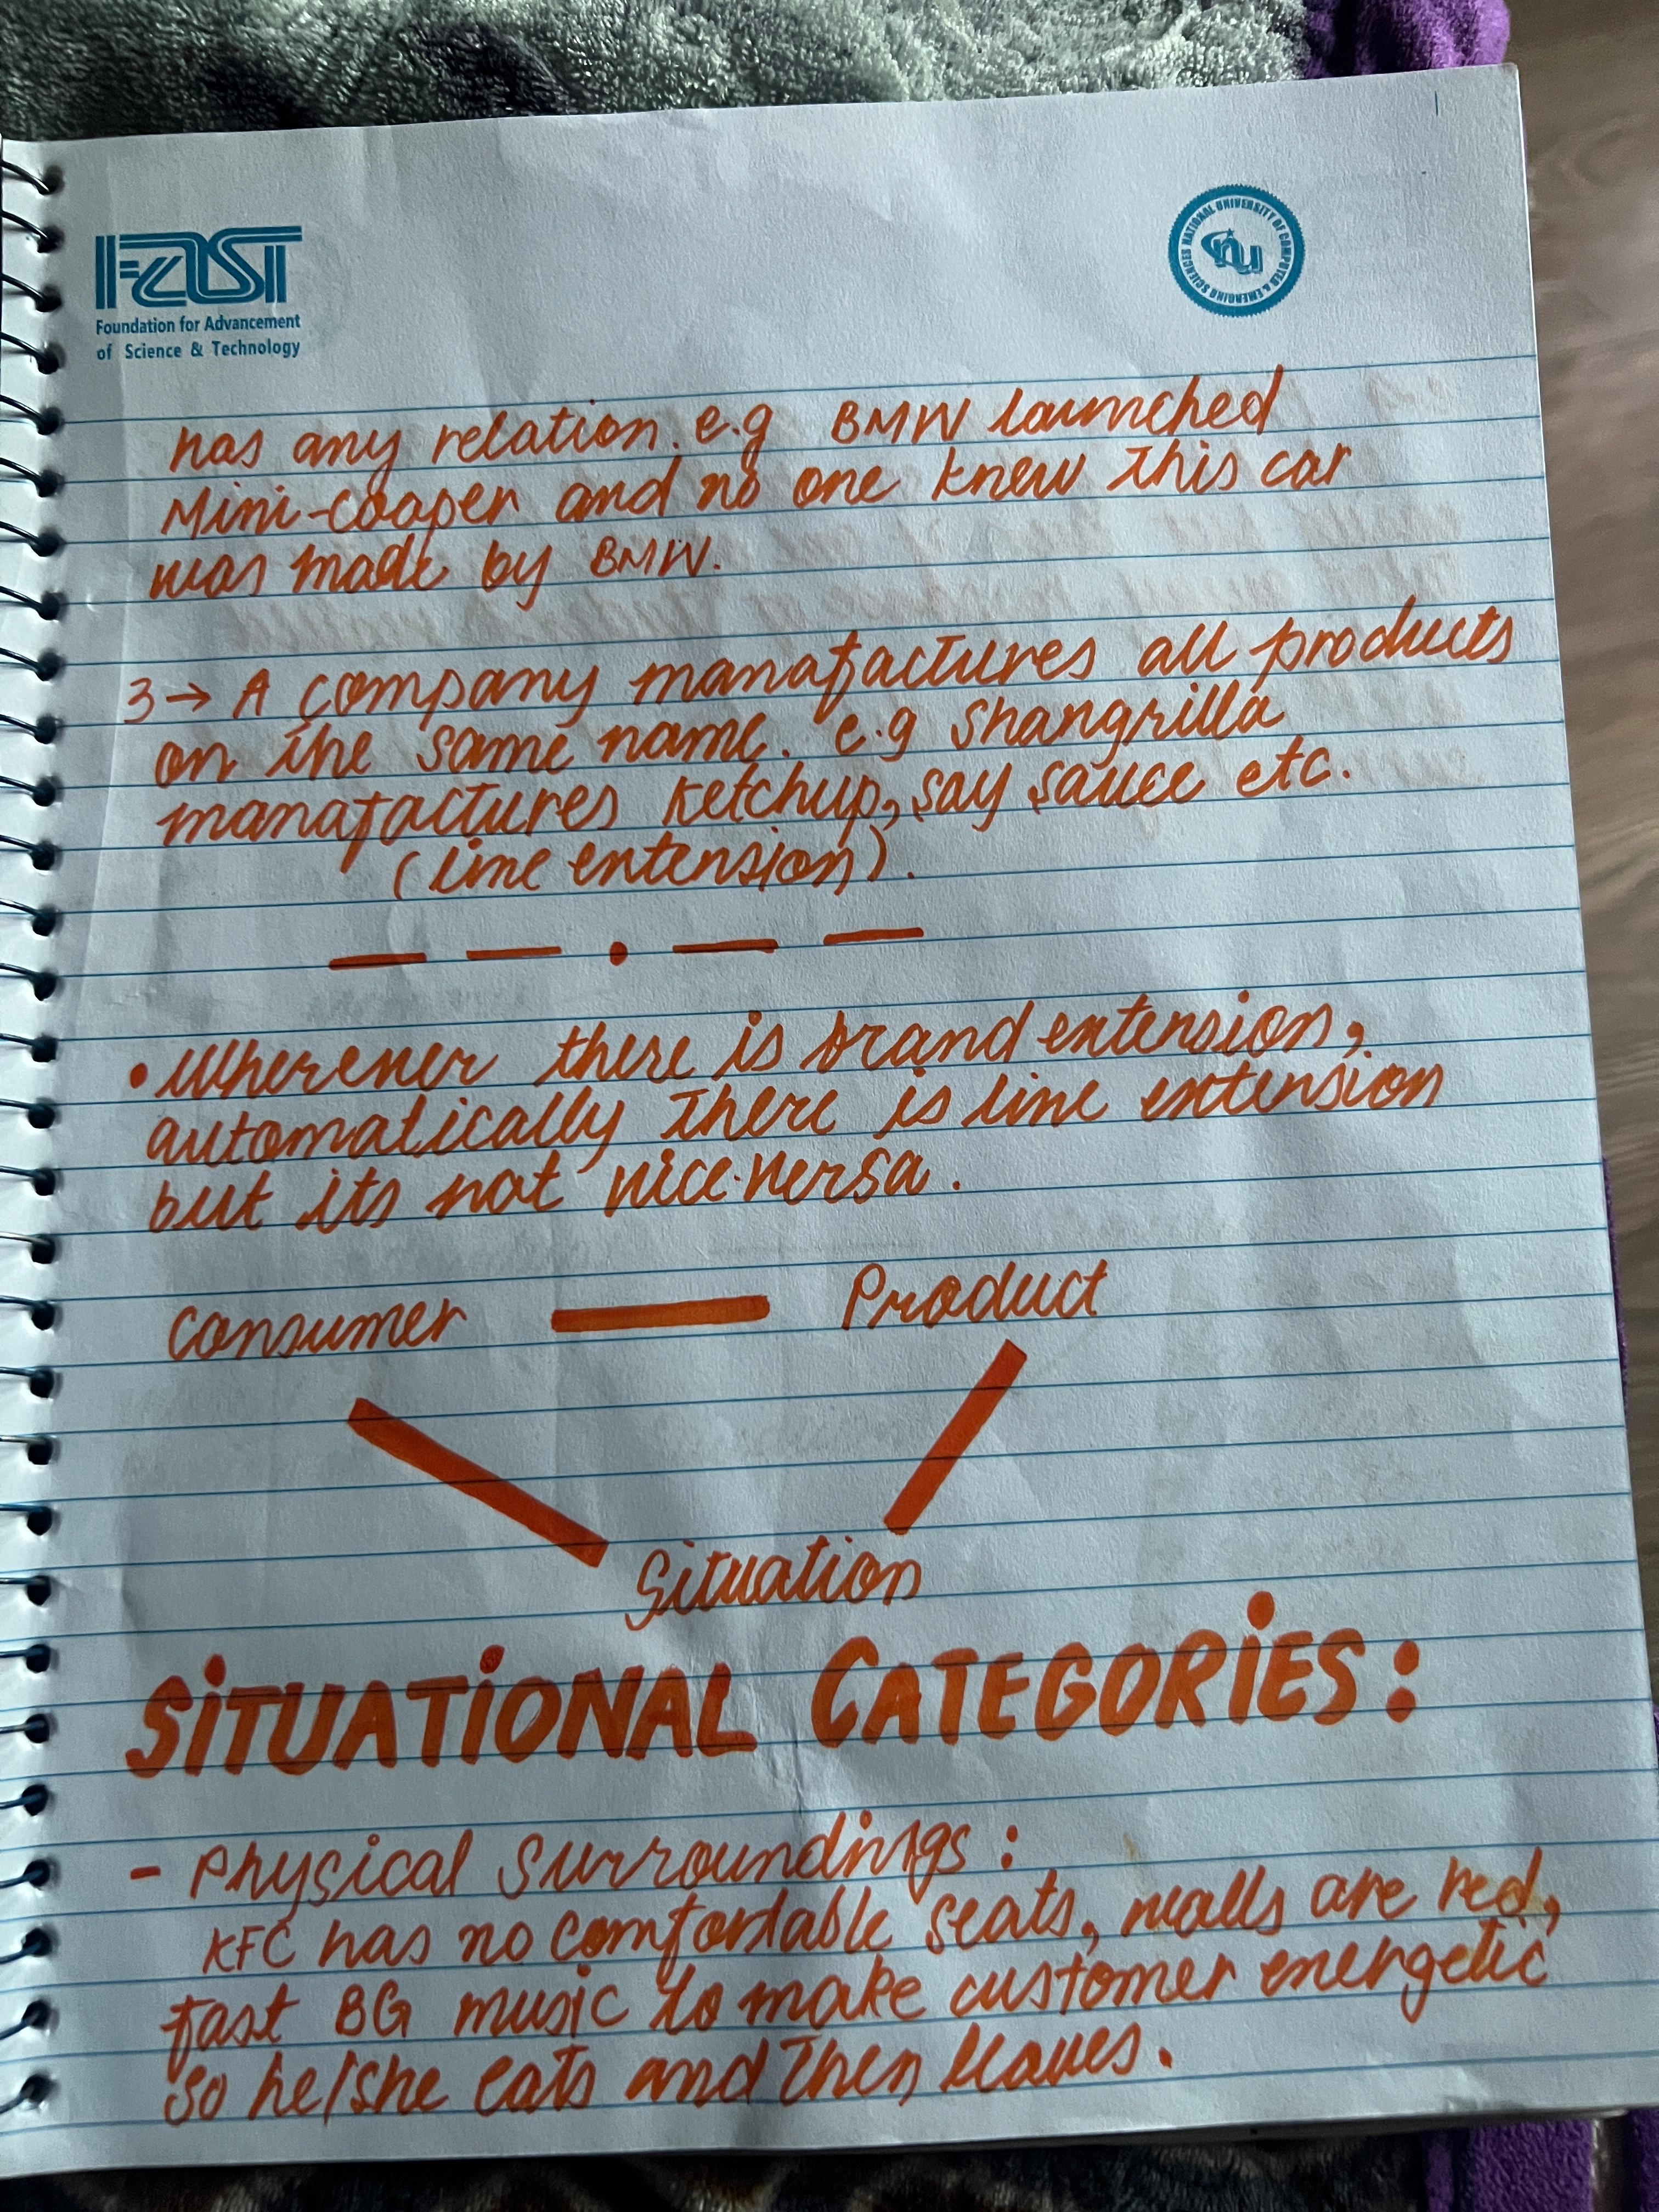 FAST
Foundation for Advancement
of Science & Technology
NATIONAL UNIVERSITY OF COMPUTER & EMERGING SCIENCES
nu
has any relation. e.g BMW launched
Mini-cooper and no one knew this car
was made by BMW.
3→ A company manafactures all products
on the same name. e.g Shangrilla
manafactures ketchup, soy sauce etc.
(line extension).
• Wherever there is brand extension,
automatically there is line extension
but its not vice-versa.
Consumer — Product
Situation
SITUATIONAL CATEGORIES:
- Physical Surroundings:
KFC has no comfortable seats, walls are red,
fast BG music to make customer energetic
so he/she eats and then leaves.